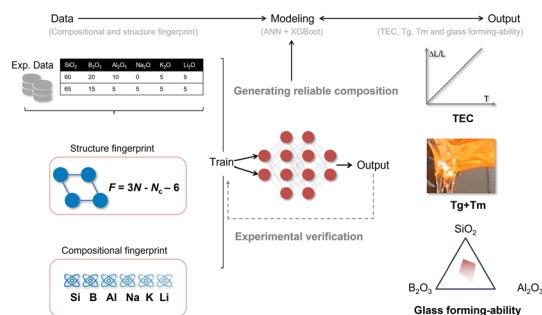 Data
Modeling
Output
(Compositional and structure fingerprint)
(ANN + XGBoot)
(TEC, Tg, Tm and glass forming-ability)
Exp. Data
SiO₂ B₂O₃ Al₂O₃ Na₂O K₂O Li₂O
60 20 10 0 5 5
65 15 5 5 5 5
Generating reliable composition
ΔL/L
T
TEC
Structure fingerprint
F = 3N - Nc – 6
Train
Output
Tg+Tm
Experimental verification
Compositional fingerprint
Si B Al Na K Li
SiO₂
B₂O₃
Al₂O₃
Glass forming-ability